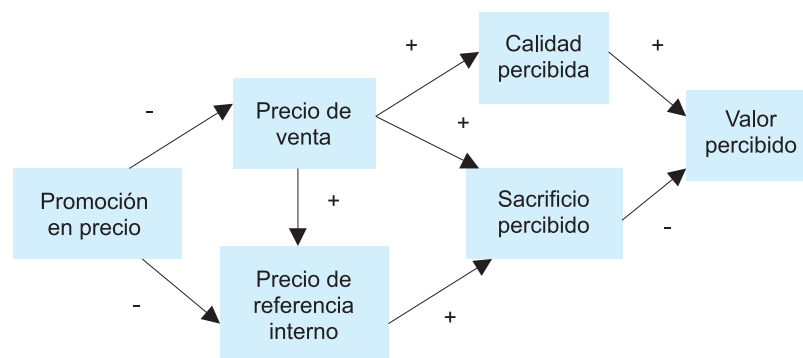 +
Calidad
percibida
+
-
Precio de
venta
+
Valor
percibido
Promoción
en precio
+
Sacrificio
percibido
-
-
Precio de
referencia
interno
+